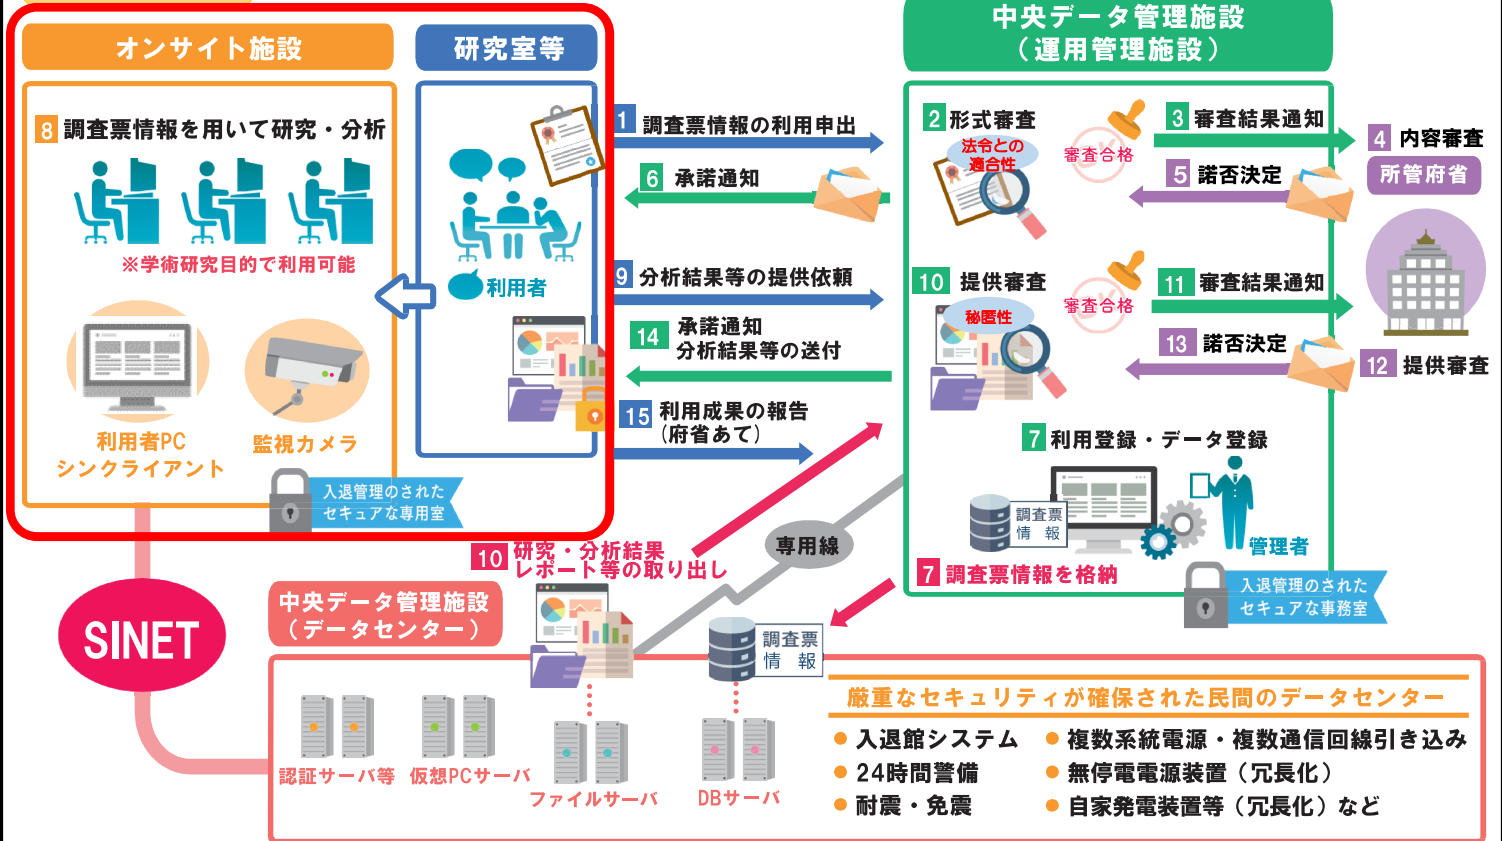 オンサイト施設
研究室等
中央データ管理施設
（運用管理施設）
8 調査票情報を用いて研究・分析
※学術研究目的で利用可能
利用者PC
シンクライアント
監視カメラ
入退管理のされた
セキュアな専用室
利用者
1 調査票情報の利用申出
6 承諾通知
9 分析結果等の提供依頼
14 承諾通知
分析結果等の送付
15 利用成果の報告
(府省あて)
2 形式審査
法令との
適合性
審査合格
3 審査結果通知
5 諾否決定
4 内容審査
所管府省
10 提供審査
秘匿性
審査合格
11 審査結果通知
13 諾否決定
12 提供審査
7 利用登録・データ登録
調査票
情 報
管理者
7 調査票情報を格納
入退管理のされた
セキュアな事務室
専用線
10 研究・分析結果
レポート等の取り出し
SINET
中央データ管理施設
（データセンター）
調査票
情 報
認証サーバ等
仮想PCサーバ
ファイルサーバ
DBサーバ
厳重なセキュリティが確保された民間のデータセンター
● 入退館システム
● 24時間警備
● 耐震・免震
● 複数系統電源・複数通信回線引き込み
● 無停電電源装置（冗長化）
● 自家発電装置等（冗長化）など